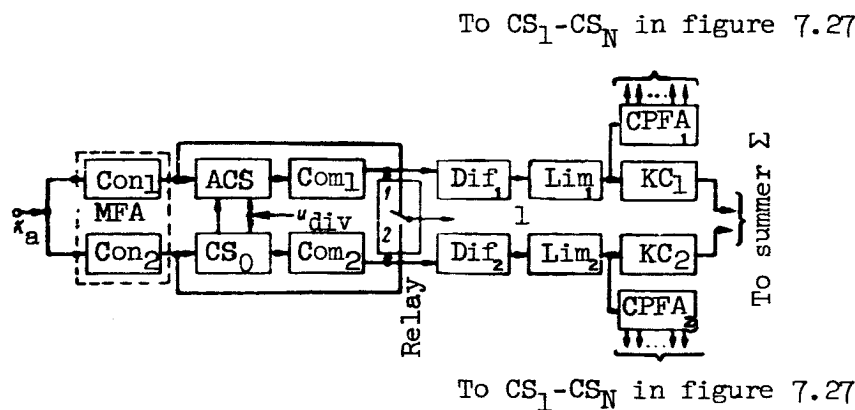 To CS1-CSN in figure 7.27
CPFA1
Con1 ACS Com1 Dif1 Lim1 KC1
MFA
xa
udiv
1
2
l
Con2 CS0 Com2 Dif2 Lim2 KC2
Relay
CPFA2
To summer Σ
To CS1-CSN in figure 7.27